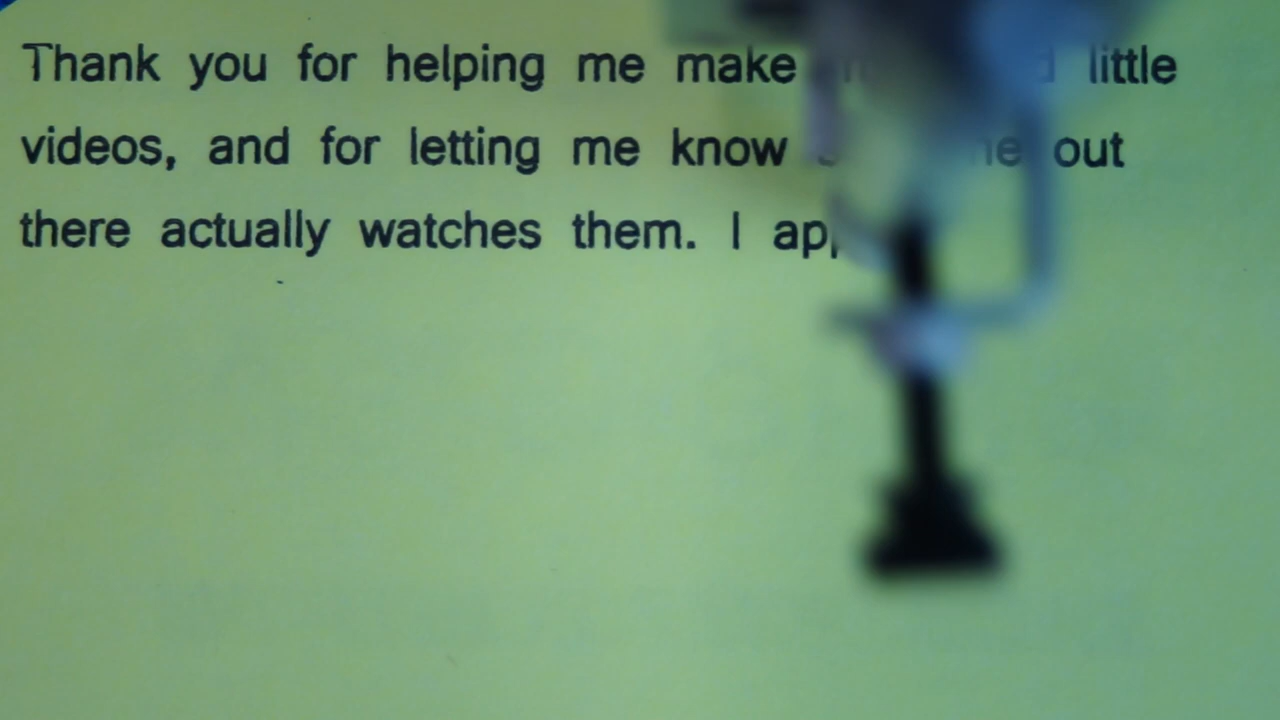 Thank you for helping me make little
videos, and for letting me know out
there actually watches them. I